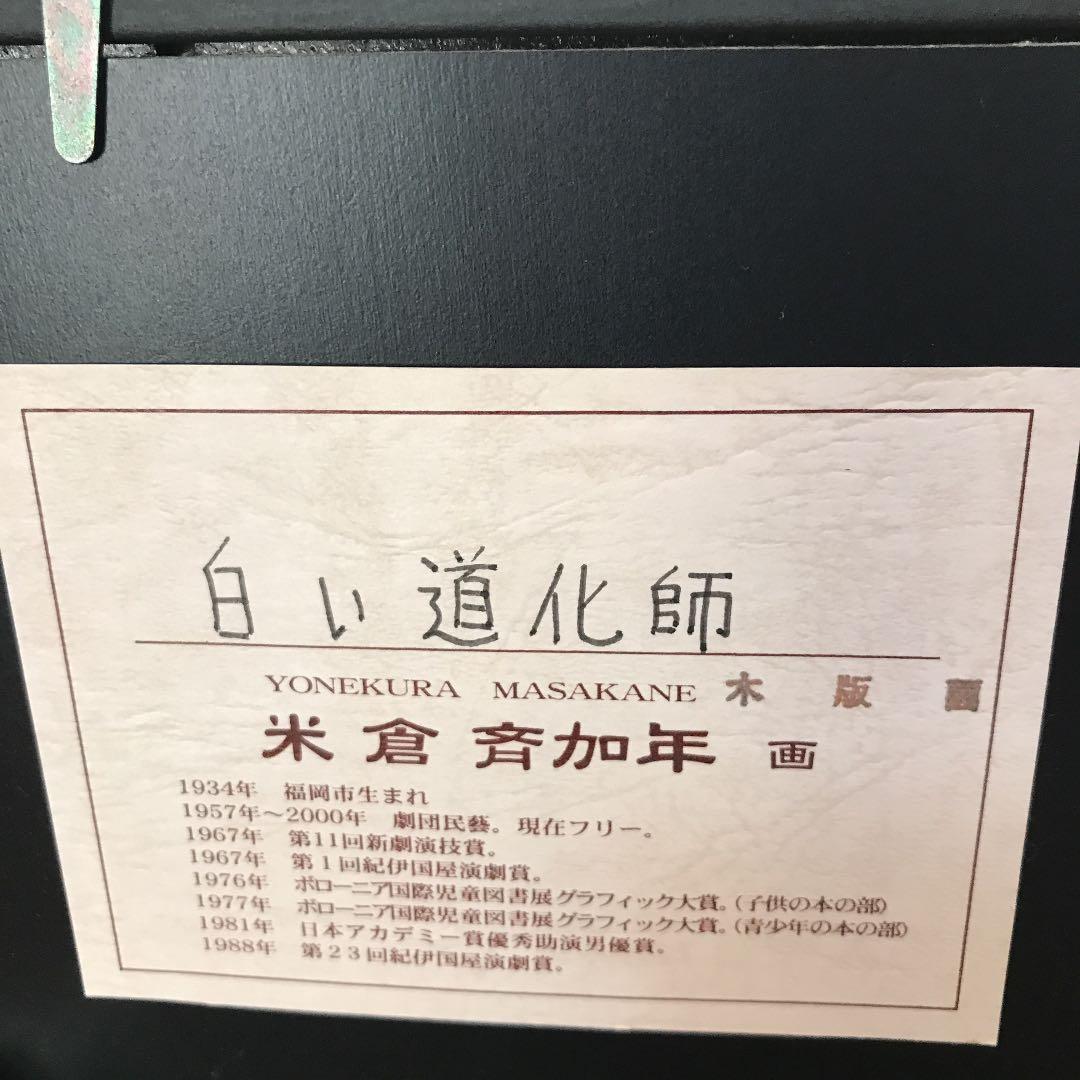 白い道化師
YONEKURA MASAKANE 木版画
米倉斉加年 画
1934年 福岡市生まれ
1957年〜2000年 劇団民藝。現在フリー。
1967年 第11回新劇演技賞。
1967年 第1回紀伊国屋演劇賞。
1976年 ボローニア国際児童図書展グラフィック大賞。(子供の本の部)
1977年 ボローニア国際児童図書展グラフィック大賞。(青少年の本の部)
1981年 日本アカデミー賞優秀助演男優賞。
1988年 第23回紀伊国屋演劇賞。